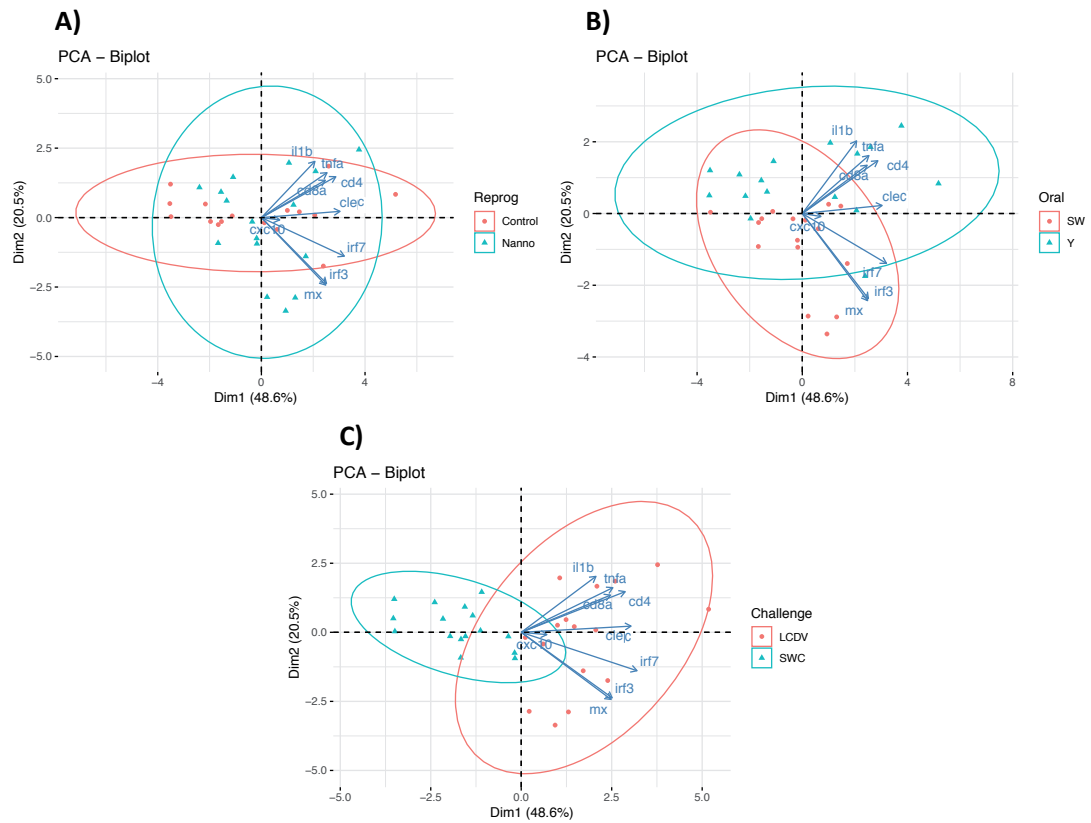 A)
PCA – Biplot
5.0
2.5
0.0
−2.5
−5.0
Dim2 (20.5%)
il1b
tnfa
cd8a
cd4
clec
cxc10
irf7
irf3
mx
−4
0
4
Dim1 (48.6%)
Reprog
Control
Nanno
B)
PCA – Biplot
2
0
−2
−4
Dim2 (20.5%)
il1b
tnfa
cd8a
cd4
clec
cxc10
irf7
irf3
mx
−4
0
4
8
Dim1 (48.6%)
Oral
SW
Y
C)
PCA – Biplot
5.0
2.5
0.0
−2.5
−5.0
Dim2 (20.5%)
il1b
tnfa
cd8a
cd4
clec
cxc10
irf7
irf3
mx
−5.0
−2.5
0.0
2.5
5.0
Dim1 (48.6%)
Challenge
LCDV
SWC